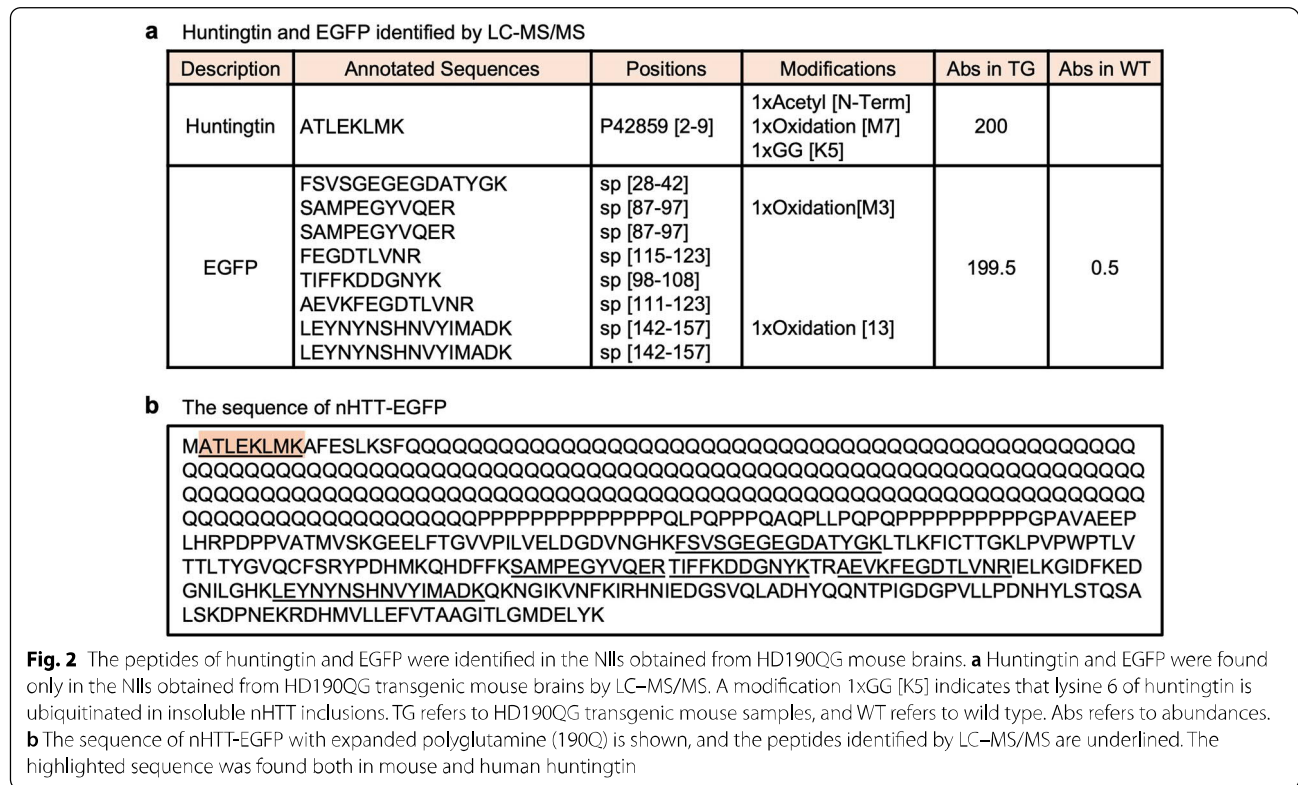 a Huntingtin and EGFP identified by LC-MS/MS
Description Annotated Sequences Positions Modifications Abs in TG Abs in WT
Huntingtin ATLEKLMK P42859 [2-9] 1xAcetyl [N-Term] 200
1xOxidation [M7]
1xGG [K5]
EGFP FSVSGEGEGDATYGK sp [28-42] 199.5 0.5
SAMPEGYVQER sp [87-97] 1xOxidation[M3]
SAMPEGYVQER sp [87-97]
FEGDTLVNR sp [115-123]
TIFFKDDGNYK sp [98-108]
AEVKFEGDTLVNR sp [111-123]
LEYNYNSHNVYIMADK sp [142-157] 1xOxidation [13]
LEYNYNSHNVYIMADK sp [142-157]
b The sequence of nHTT-EGFP
MATLEKLMKAFESLKSFQQQQQQQQQQQQQQQQQQQQQQQQQQQQQQQQQQQQQQQQQQQQQQQ
QQQQQQQQQQQQQQQQQQQQQQQQQQQQQQQQQQQQQQQQQQQQQQQQQQQQQQQQQQQQQQ
QQQQQQQQQQQQQQQQQQQQQQQQQQQQQQQQQQQQQQQQQQQQQQQQQQQQQQQQQQQQQQ
QQQQQQQQQQQQQQQQQQQPPPPPPPPPPPPPPQLPQPPPQAQPLLPQPQPPPPPPPPPPGPAVAEEP
LHRPDPPVATMVSKGEELFTGVVPILVELDGDVNGHKFSVSGEGEGDATYGKLTLKFICTTGKLPVPWPTLV
TTLTYGVQCFSRYPDHMKQHDFFKSAMPEGYVQER TIFFKDDGNYKTRAEVKFEGDTLVNRIELKGIDFKED
GNILGHKLEYNYNSHNVYIMADKQKNGIKVNFKIRHNIEDGSVQLADHYQQNTPIGDGPVLLPDNHYLSTQSA
LSKDPNEKRDHMVLLEFVTAAGITLGMDELYK
Fig. 2 The peptides of huntingtin and EGFP were identified in the NIIs obtained from HD190QG mouse brains. a Huntingtin and EGFP were found
only in the NIIs obtained from HD190QG transgenic mouse brains by LC–MS/MS. A modification 1xGG [K5] indicates that lysine 6 of huntingtin is
ubiquitinated in insoluble nHTT inclusions. TG refers to HD190QG transgenic mouse samples, and WT refers to wild type. Abs refers to abundances.
b The sequence of nHTT-EGFP with expanded polyglutamine (190Q) is shown, and the peptides identified by LC–MS/MS are underlined. The
highlighted sequence was found both in mouse and human huntingtin